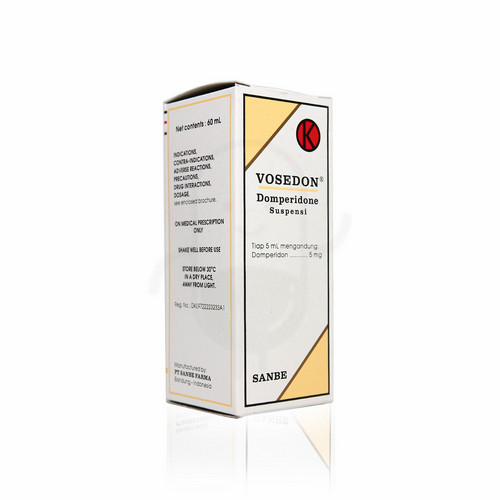 Net contents : 60 mL
INDICATIONS,
CONTRA-INDICATIONS,
ADVERSE REACTIONS,
PRECAUTIONS,
DRUG INTERACTIONS,
DOSAGE.
see enclosed brochure.
ON MEDICAL PRESCRIPTION
ONLY
SHAKE WELL BEFORE USE
STORE BELOW 30°C
IN A DRY PLACE,
AWAY FROM LIGHT.
Reg. No.:
Manufactured by
PT SANBE FARMA
Bandung - Indonesia
K
VOSEDON®
Domperidone
Suspensi
Tiap 5 mL mengandung:
Domperidon ............ 5 mg
SANBE